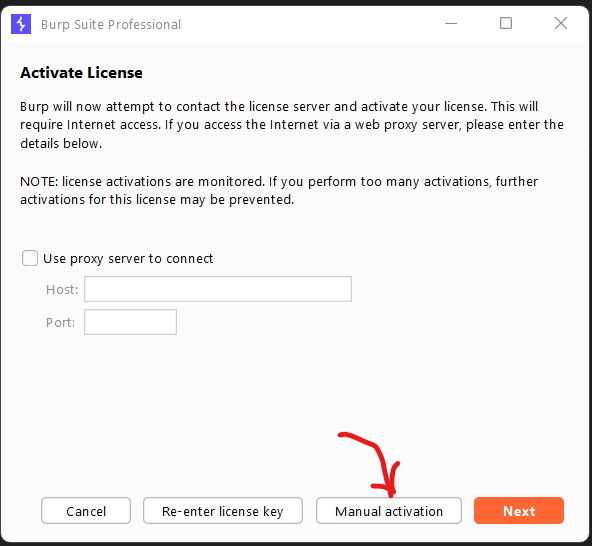 Burp Suite Professional
Activate License
Burp will now attempt to contact the license server and activate your license. This will
require Internet access. If you access the Internet via a web proxy server, please enter the
details below.
NOTE: license activations are monitored. If you perform too many activations, further
activations for this license may be prevented.
Use proxy server to connect
Host:
Port:
Cancel Re-enter license key Manual activation Next